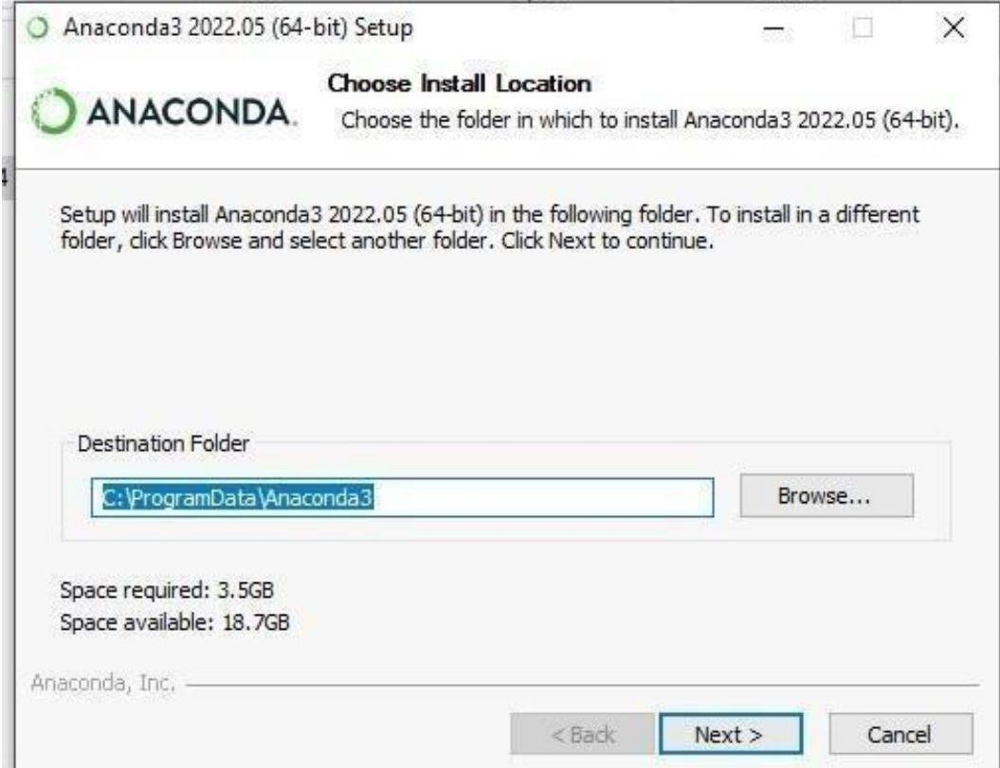 Anaconda3 2022.05 (64-bit) Setup
ANACONDA.
Choose Install Location
Choose the folder in which to install Anaconda3 2022.05 (64-bit).
4
Setup will install Anaconda3 2022.05 (64-bit) in the following folder. To install in a different
folder, click Browse and select another folder. Click Next to continue.
Destination Folder
C:\ProgramData\Anaconda3
Browse...
Space required: 3.5GB
Space available: 18.7GB
Anaconda, Inc.
< Back
Next >
Cancel